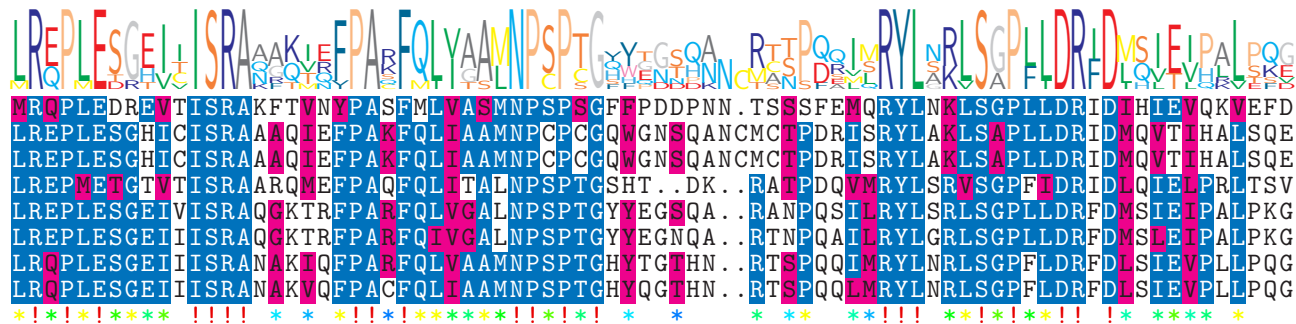 MRQPLEDREVTISRAKFTVNYPASFMLVASMNPSPSGFFPDDPNN.TSSSFEMQRYLNKLSGPLLDRIDIHIEVQKVEFD
LREPLESGHICISRAAAQIEFPAKFQLIAAMNPCPCGQWGNSQANCMCTPDRISRYLAKLSAPLLDRIDMQVTIHALSQE
LREPLESGHICISRAAAQIEFPAKFQLIAAMNPCPCGQWGNSQANCMCTPDRISRYLAKLSAPLLDRIDMQVTIHALSQE
LREPMETGTVTISRAARQMEFPAQFQLITALNPSPTGSHT..DK..RATPDQVMRYLSRVSGPFIDRIDLQIELPRLTSV
LREPLESGEIVISRAQGKTRFPARFQLVGALNPSPTGYYEGSQA..RANPQSILRYLSRLSGPLLDRFDMSIEIPALPKG
LREPLESGEIIISRAQGKTRFPARFQIVGALNPSPTGYYEGNQA..RTNPQAILRYLGRLSGPLLDRFDMSLEIPALPKG
LRQPLESGEIIISRANAKIQFPARFQLVAAMNPSPTGHYTGTHN..RTSPQQIMRYLNRLSGPFLDRFDLSIEVPLLPQG
LRQPLESGEIIISRANAKVQFPACFQLIAAMNPSPTGHYQGTHN..RTSPQQLMRYLNRLSGPFLDRFDLSIEVPLLPQG